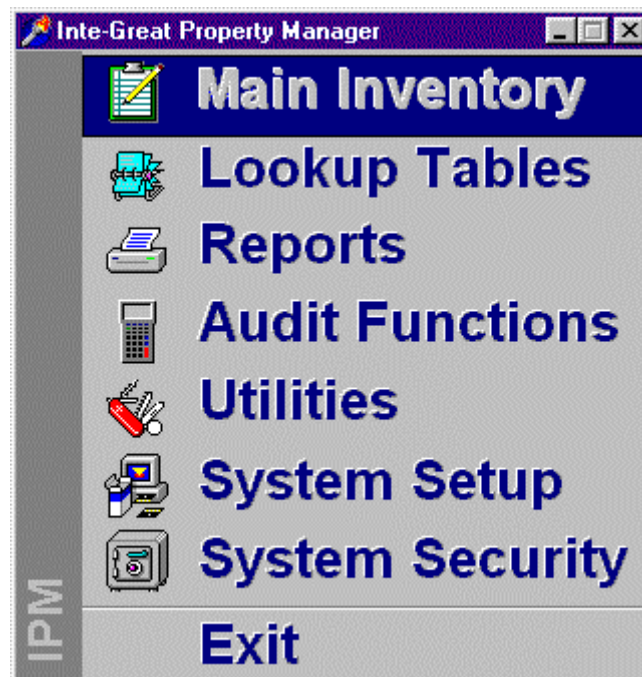 Inte-Great Property Manager
Main Inventory
Lookup Tables
Reports
Audit Functions
Utilities
System Setup
System Security
Exit
IPM